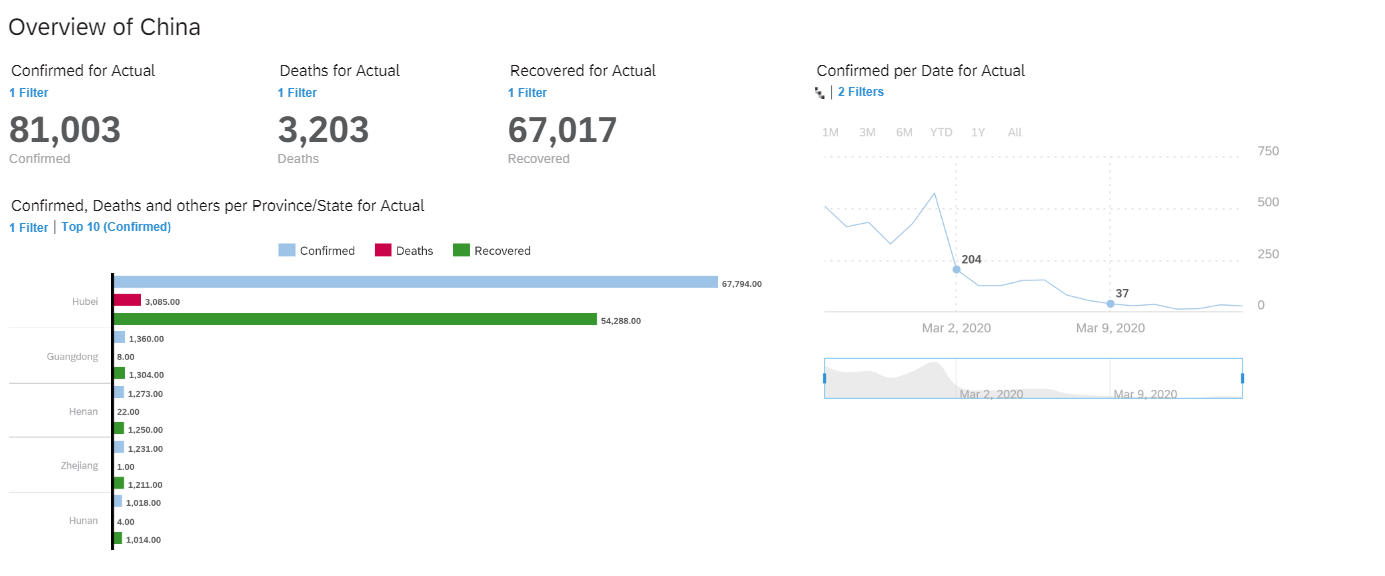 Overview of China
Confirmed for Actual
1 Filter
81,003
Confirmed
Deaths for Actual
1 Filter
3,203
Deaths
Recovered for Actual
1 Filter
67,017
Recovered
Confirmed, Deaths and others per Province/State for Actual
1 Filter | Top 10 (Confirmed)
Confirmed Deaths Recovered
Hubei
67,794.00
3,085.00
54,288.00
Guangdong
1,360.00
8.00
1,304.00
Henan
1,273.00
22.00
1,250.00
Zhejiang
1,231.00
1.00
1,211.00
Hunan
1,018.00
4.00
1,014.00
Confirmed per Date for Actual
2 Filters
1M 3M 6M YTD 1Y All
750
500
250
0
204
37
Mar 2, 2020 Mar 9, 2020
Mar 2, 2020 Mar 9, 2020